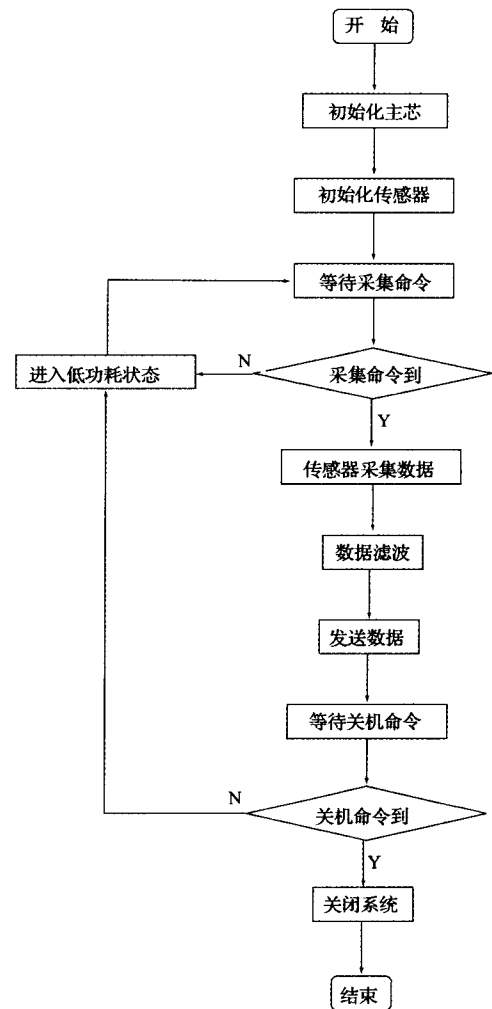 开 始
初始化主芯
初始化传感器
等待采集命令
进入低功耗状态
N
采集命令到
Y
传感器采集数据
数据滤波
发送数据
等待关机命令
N
关机命令到
Y
关闭系统
结束